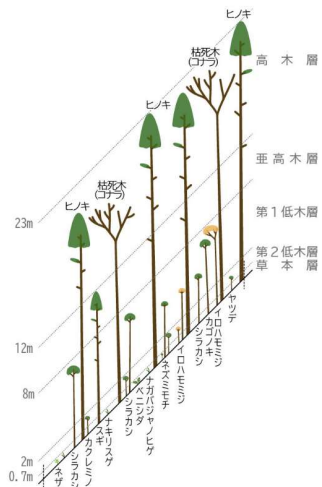 ヒノキ
枯死木
(コナラ)
高木層
ヒノキ
亜高木層
枯死木
(コナラ)
ヒノキ
第1低木層
23m
第2低木層
草本層
12m
8m
2m
0.7m
ネザ
シラカシ
カクレミノ
スギ
ナキリスゲ
シラカシ
ベニシダ
ナガバジャノヒゲ
ネズミモチ
イロハモミジ
シラカシ
カゴノキ
イロハモミジ
ヤツデ